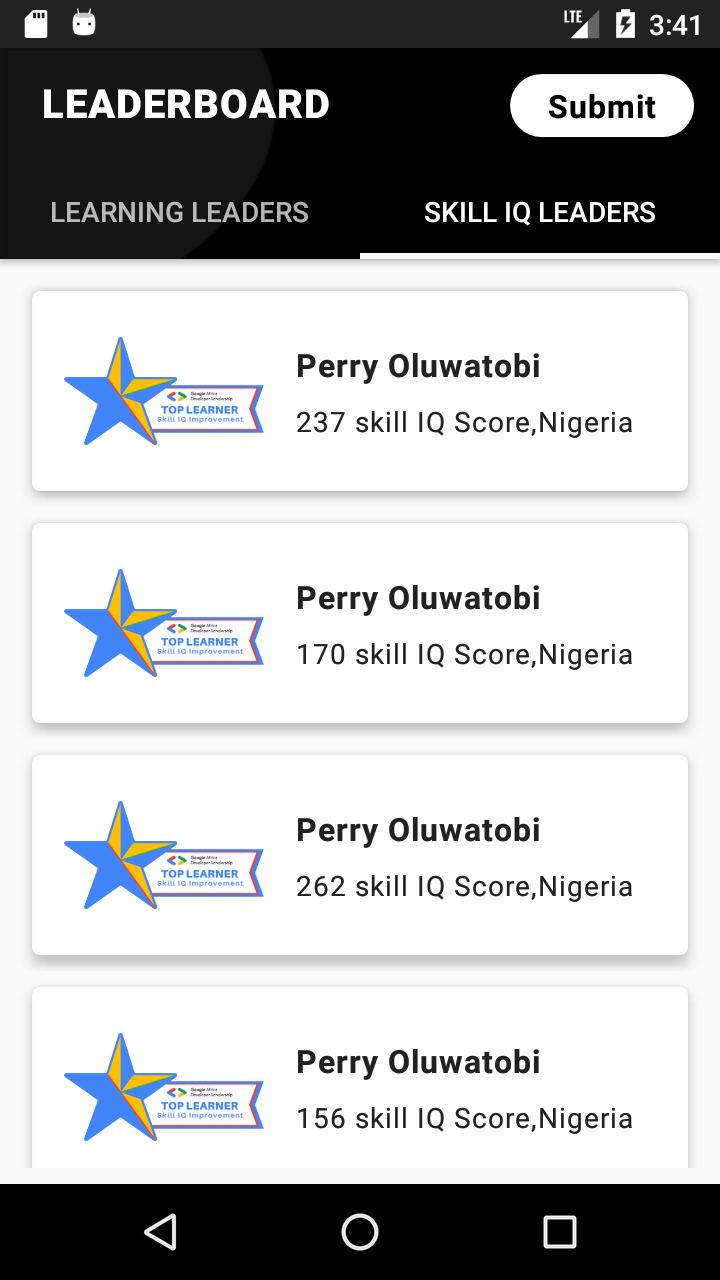 LTE 3:41
LEADERBOARD Submit
LEARNING LEADERS SKILL IQ LEADERS
Perry Oluwatobi
237 skill IQ Score,Nigeria
Google Africa
Developer Scholarship
TOP LEARNER
Skill IQ Improvement
Perry Oluwatobi
170 skill IQ Score,Nigeria
Google Africa
Developer Scholarship
TOP LEARNER
Skill IQ Improvement
Perry Oluwatobi
262 skill IQ Score,Nigeria
Google Africa
Developer Scholarship
TOP LEARNER
Skill IQ Improvement
Perry Oluwatobi
156 skill IQ Score,Nigeria
Google Africa
Developer Scholarship
TOP LEARNER
Skill IQ Improvement